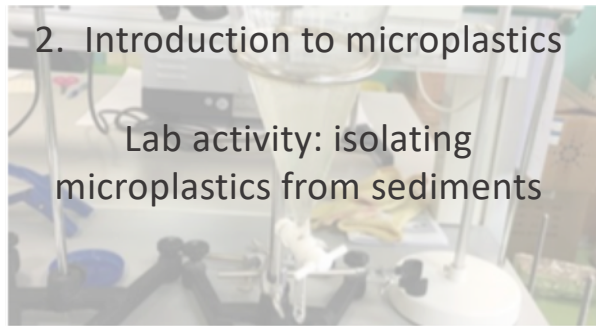 2. Introduction to microplastics
Lab activity: isolating
microplastics from sediments